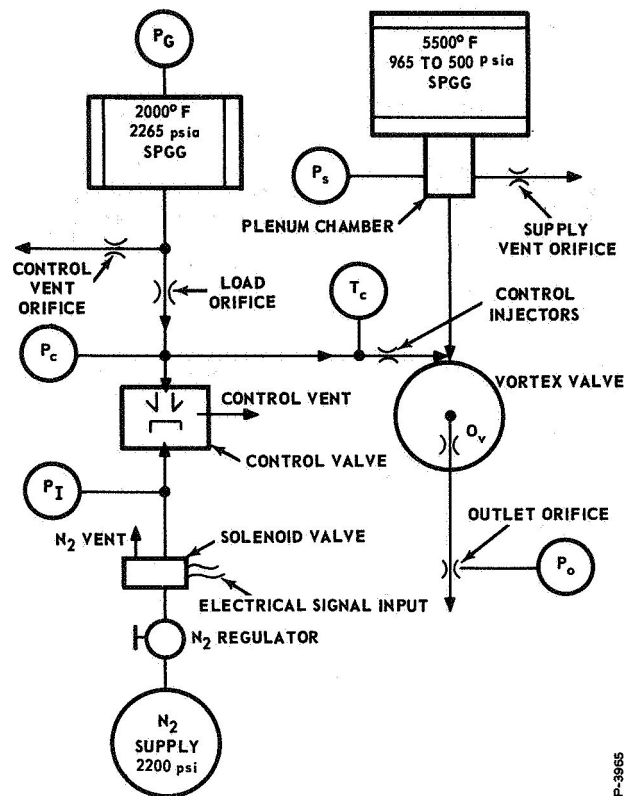 P_G
2000° F
2265 psia
SPGG
5500° F
965 TO 500 psia
SPGG
P_s
PLENUM CHAMBER
SUPPLY
VENT ORIFICE
CONTROL
VENT
ORIFICE
LOAD
ORIFICE
T_c
CONTROL
INJECTORS
P_c
VORTEX VALVE
CONTROL VENT
O_v
CONTROL VALVE
P_I
OUTLET ORIFICE
N_2 VENT
SOLENOID VALVE
P_o
ELECTRICAL SIGNAL INPUT
N_2 REGULATOR
N_2
SUPPLY
2200 psi
P-3965